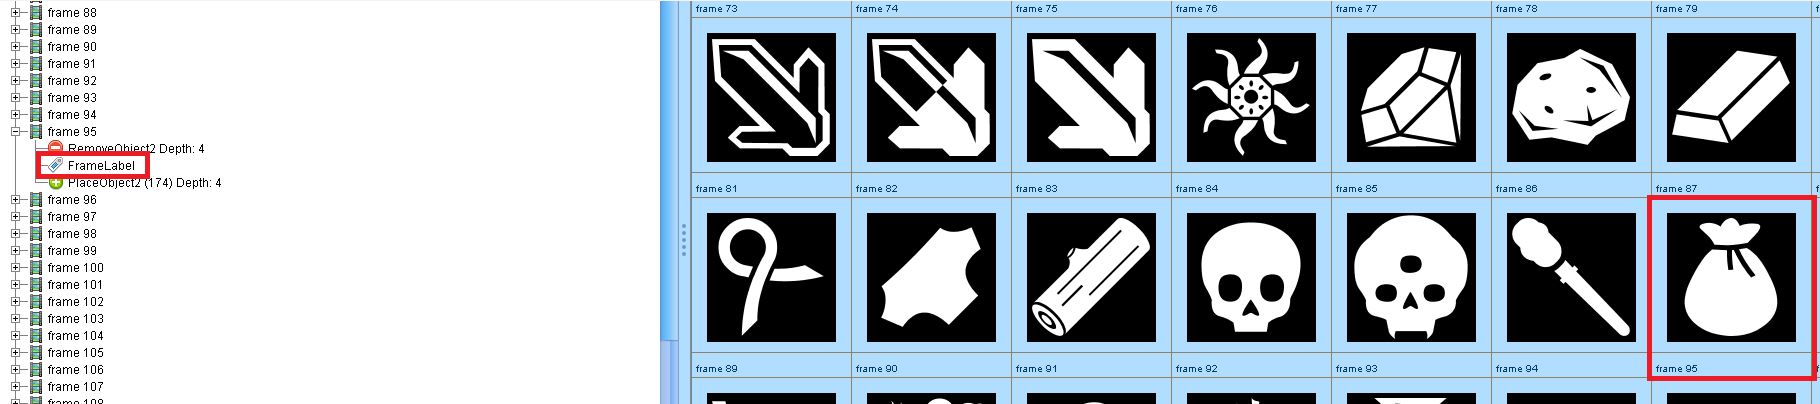 frame 88
frame 89
frame 90
frame 91
frame 92
frame 93
frame 94
frame 95
RemoveObject2 Depth: 4
FrameLabel
PlaceObject2 (174) Depth: 4
frame 96
frame 97
frame 98
frame 99
frame 100
frame 101
frame 102
frame 103
frame 104
frame 105
frame 106
frame 107
frame 108
frame 73 frame 74 frame 75 frame 76 frame 77 frame 78 frame 79
frame 81 frame 82 frame 83 frame 84 frame 85 frame 86 frame 87
frame 89 frame 90 frame 91 frame 92 frame 93 frame 94 frame 95